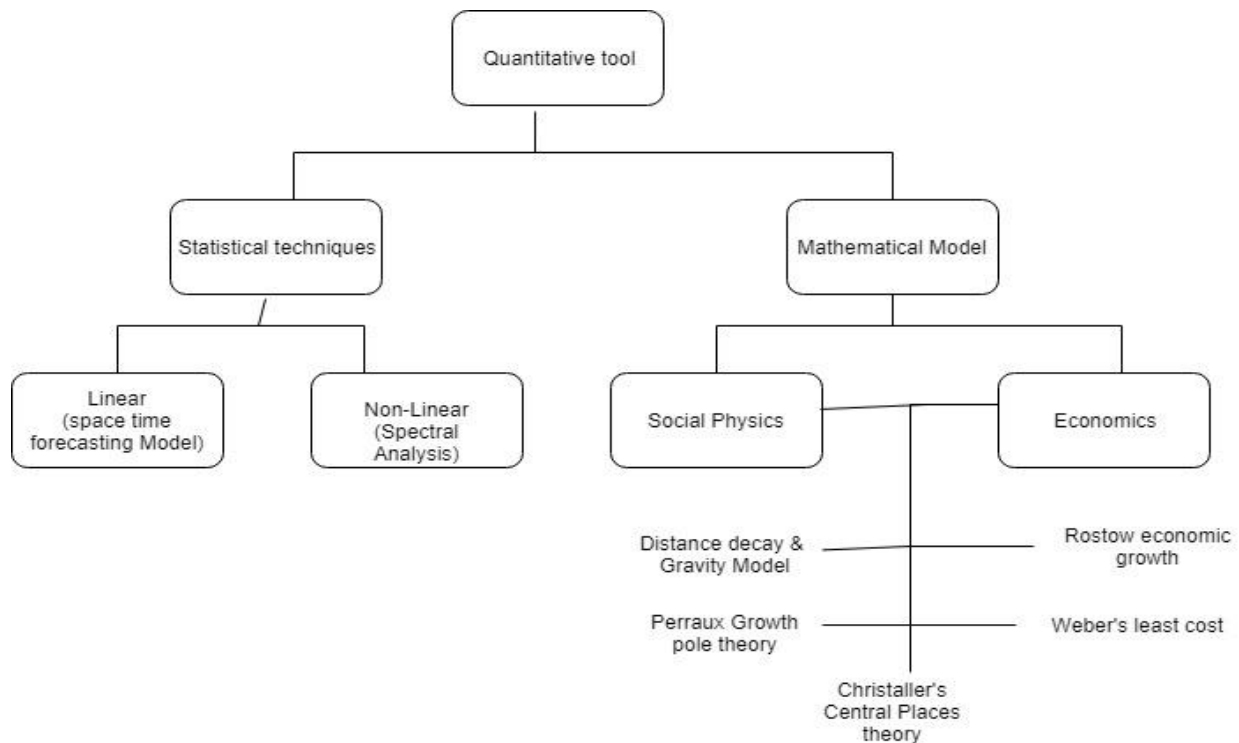 Quantitative tool
Statistical techniques
Mathematical Model
Linear
(space time
forecasting Model)
Non-Linear
(Spectral
Analysis)
Social Physics
Economics
Distance decay &
Gravity Model
Rostow economic
growth
Perraux Growth
pole theory
Weber's least cost
Christaller's
Central Places
theory